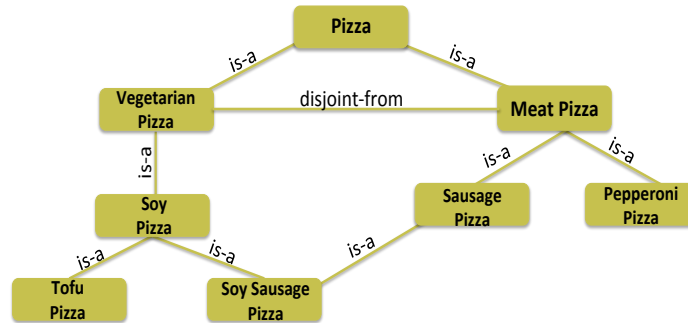 Pizza
is-a
is-a
Vegetarian
Pizza
disjoint-from
Meat Pizza
is-a
is-a
is-a
Soy
Pizza
Sausage
Pizza
Pepperoni
Pizza
is-a
is-a
is-a
Tofu
Pizza
Soy Sausage
Pizza